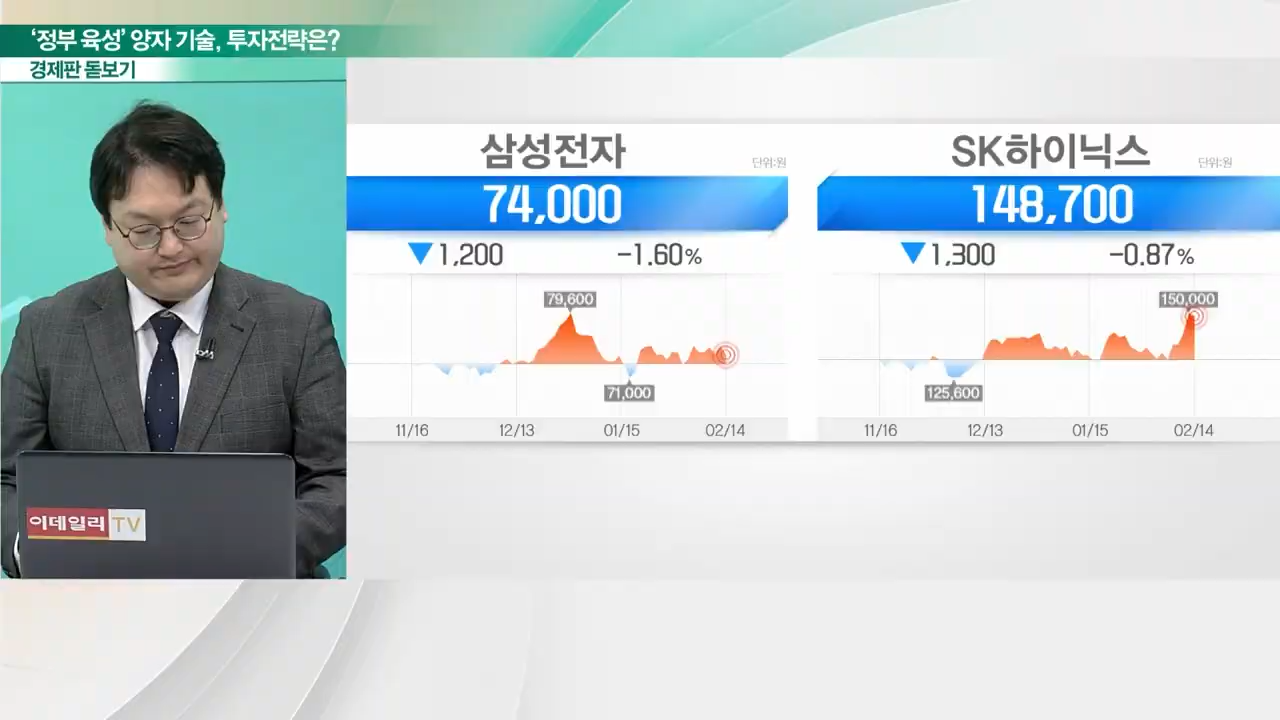 ‘정부 육성’ 양자 기술, 투자전략은?
경제판 돋보기
삼성전자
단위:원
74,000
▼1,200 -1.60%
79,600
71,000
11/16 12/13 01/15 02/14
SK하이닉스
단위:원
148,700
▼1,300 -0.87%
150,000
125,600
11/16 12/13 01/15 02/14
이데일리TV